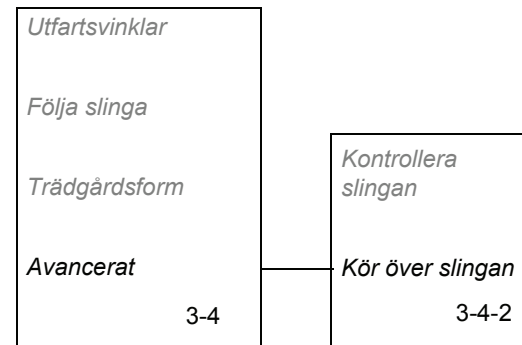 Utfartsvinklar
Följa slinga
Trädgårdsform
Avancerat
3-4
Kontrollera
slingan
Kör över slingan
3-4-2